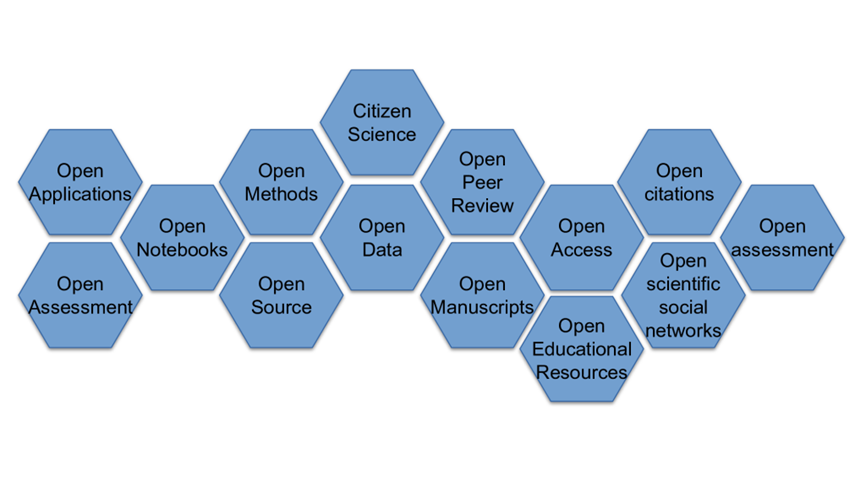 Citizen
Science
Open
Applications
Open
Methods
Open
Peer
Review
Open
citations
Open
Notebooks
Open
Data
Open
Access
Open
assessment
Open
Assessment
Open
Source
Open
Manuscripts
Open
scientific
social
networks
Open
Educational
Resources